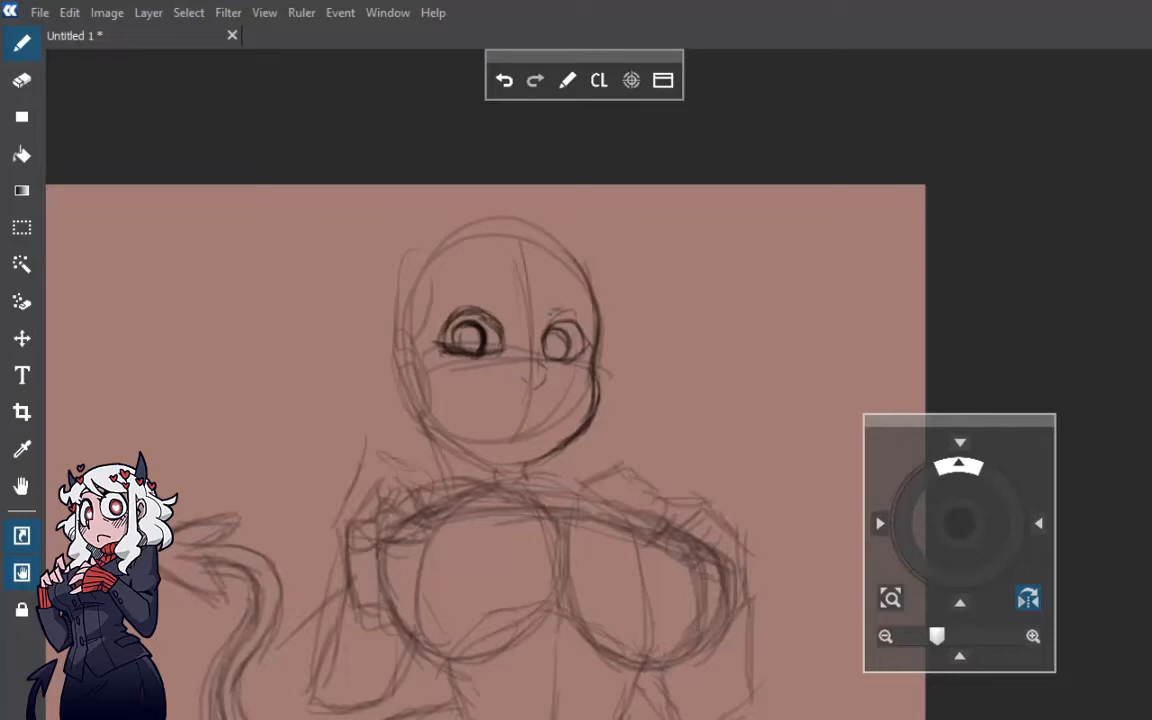 File Edit Image Layer Select Filter View Ruler Event Window Help
Untitled 1 *
CL
T